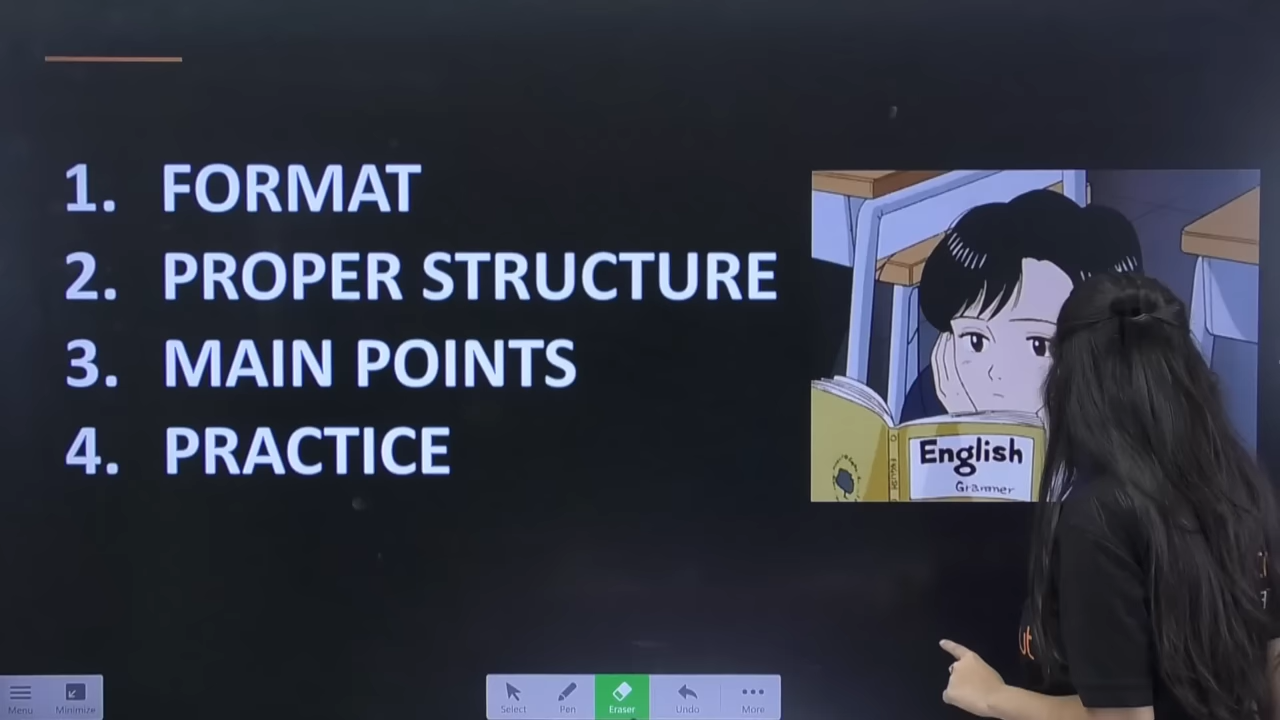 1. FORMAT
2. PROPER STRUCTURE
3. MAIN POINTS
4. PRACTICE
English
Grammer
Menu
Minimize
Select
Pen
Eraser
Undo
More
ut